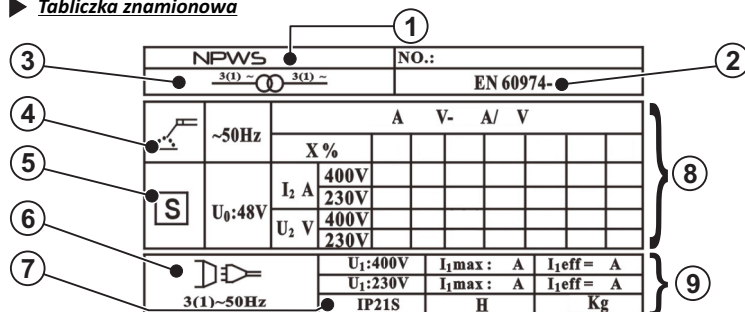 ▶ Tabliczka znamionowa
1
NPWS NO.:
3 2
3(1) ~ 3(1) ~ EN 60974-
4 A V- A/ V
~50Hz
X %
5 8
I₂ A 400V
230V
S U₀:48V
U₂ V 400V
230V
6
U₁:400V I₁max : A I₁eff = A
7 U₁:230V I₁max : A I₁eff = A 9
3(1)~50Hz IP21S H Kg